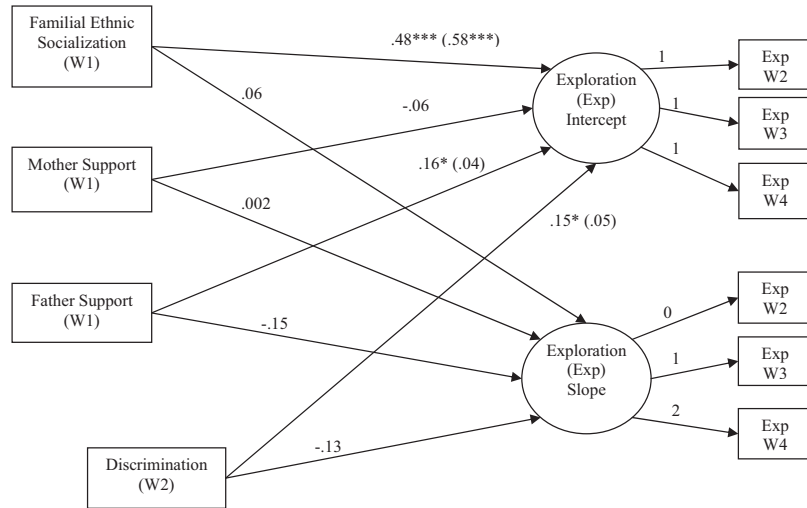 Familial Ethnic
Socialization
(W1)
.48*** (.58***)
.06
Mother Support
(W1)
-.06
.002
Father Support
(W1)
.16* (.04)
-.15
Discrimination
(W2)
.15* (.05)
-.13
Exploration
(Exp)
Intercept
1
Exp
W2
1
Exp
W3
1
Exp
W4
Exploration
(Exp)
Slope
0
Exp
W2
1
Exp
W3
2
Exp
W4